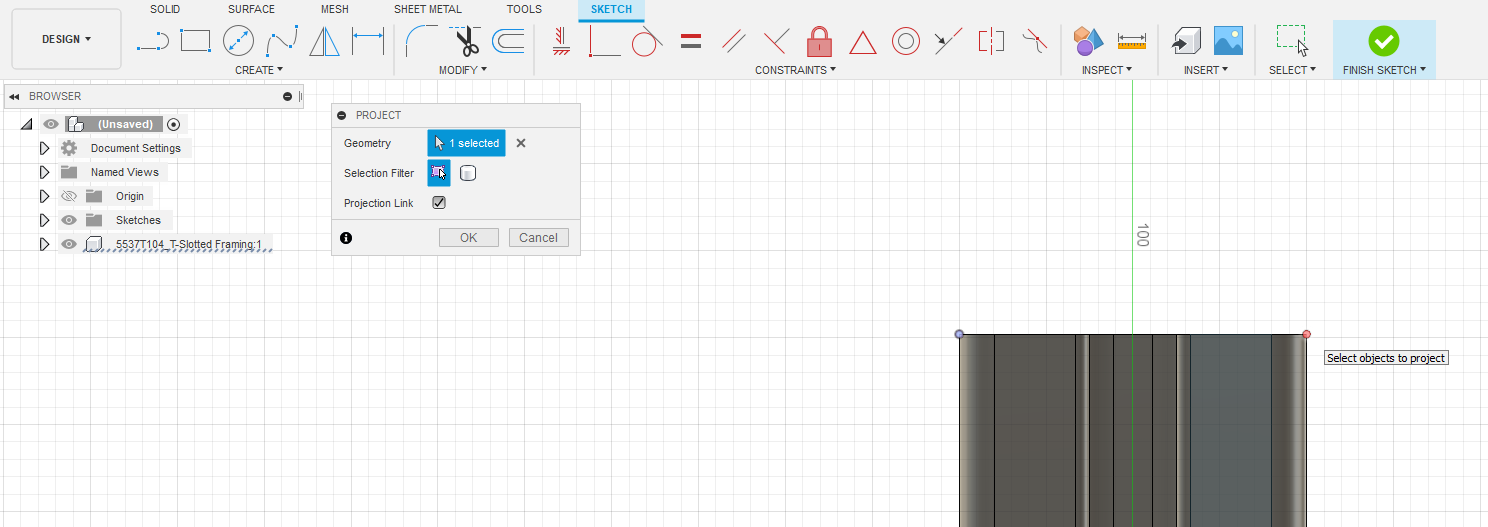 SOLID SURFACE MESH SHEET METAL TOOLS SKETCH
DESIGN
CREATE MODIFY CONSTRAINTS INSPECT INSERT SELECT FINISH SKETCH
BROWSER
(Unsaved)
Document Settings
Named Views
Origin
Sketches
5537T104_T-Slotted Framing:1
PROJECT
Geometry 1 selected
Selection Filter
Projection Link
OK Cancel
100
Select objects to project